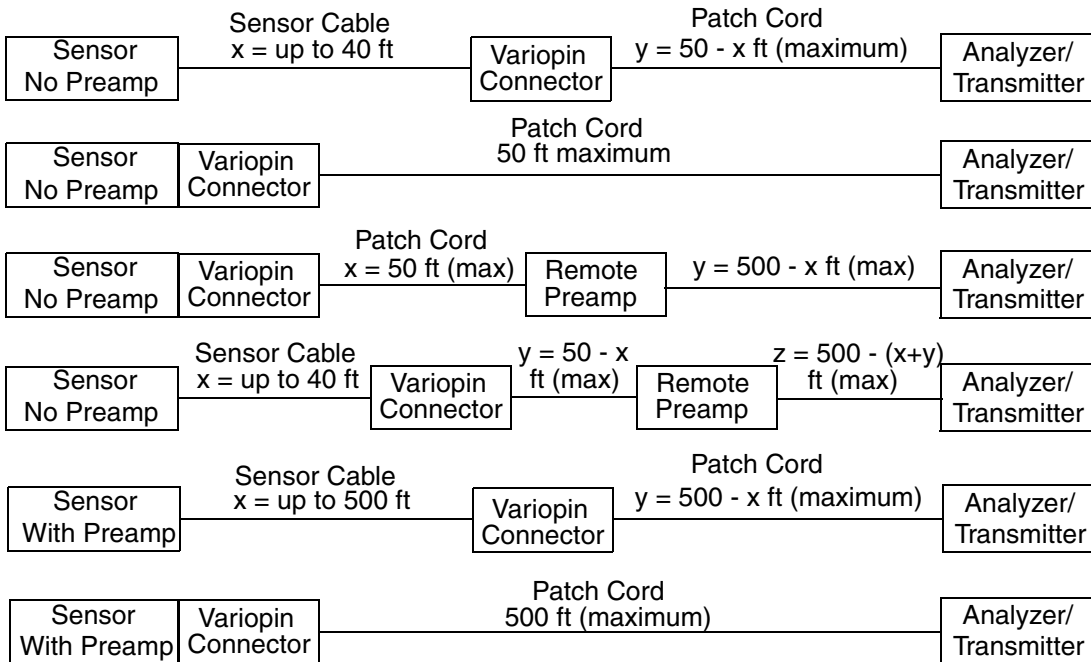 Sensor
No Preamp
Sensor Cable
x = up to 40 ft
Variopin
Connector
Patch Cord
y = 50 - x ft (maximum)
Analyzer/
Transmitter
Sensor
No Preamp
Variopin
Connector
Patch Cord
50 ft maximum
Analyzer/
Transmitter
Sensor
No Preamp
Variopin
Connector
Patch Cord
x = 50 ft (max)
Remote
Preamp
y = 500 - x ft (max)
Analyzer/
Transmitter
Sensor
No Preamp
Sensor Cable
x = up to 40 ft
Variopin
Connector
y = 50 - x
ft (max)
Remote
Preamp
z = 500 - (x+y)
ft (max)
Analyzer/
Transmitter
Sensor
With Preamp
Sensor Cable
x = up to 500 ft
Variopin
Connector
Patch Cord
y = 500 - x ft (maximum)
Analyzer/
Transmitter
Sensor
With Preamp
Variopin
Connector
Patch Cord
500 ft (maximum)
Analyzer/
Transmitter